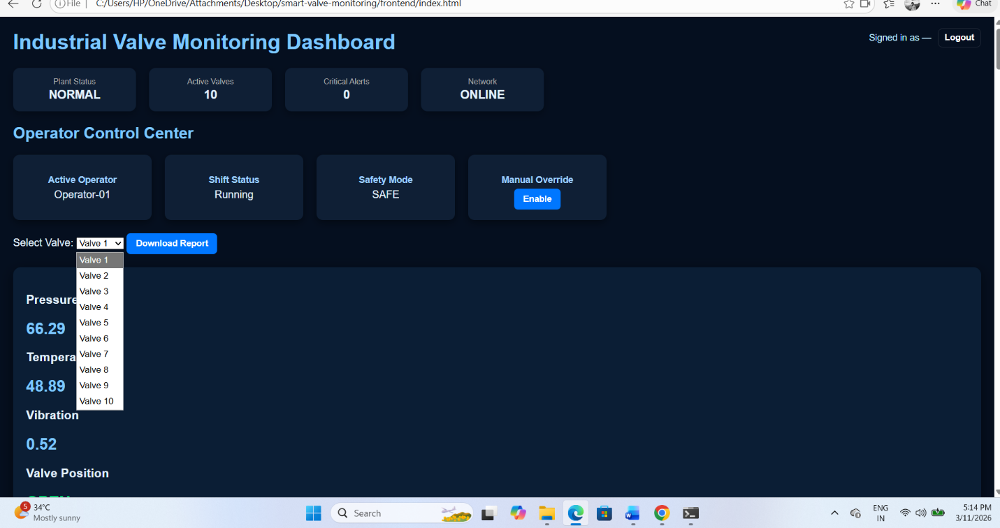 File
C:/Users/HP/OneDrive/Attachments/Desktop/smart-valve-monitoring/frontend/index.html
Chat
Industrial Valve Monitoring Dashboard
Signed in as —
Logout
Plant Status
NORMAL
Active Valves
10
Critical Alerts
0
Network
ONLINE
Operator Control Center
Active Operator
Operator-01
Shift Status
Running
Safety Mode
SAFE
Manual Override
Enable
Select Valve: Valve 1
Download Report
Valve 1
Valve 2
Valve 3
Valve 4
Valve 5
Valve 6
Valve 7
Valve 8
Valve 9
Valve 10
Pressure
66.29
Tempera
48.89
Vibration
0.52
Valve Position
5
34°C
Mostly sunny
Search
ENG
IN
5:14 PM
3/11/2026